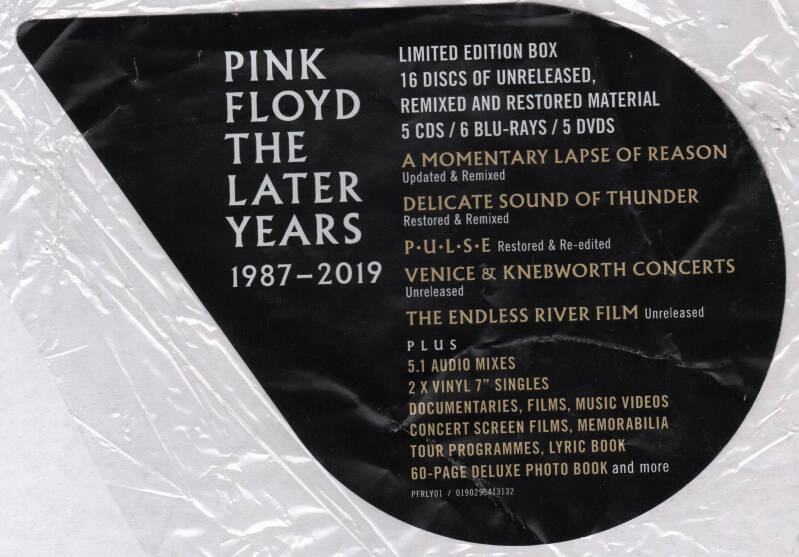 PINK
FLOYD
THE
LATER
YEARS
1987–2019
LIMITED EDITION BOX
16 DISCS OF UNRELEASED,
REMIXED AND RESTORED MATERIAL
5 CDS / 6 BLU-RAYS / 5 DVDS
A MOMENTARY LAPSE OF REASON
Updated & Remixed
DELICATE SOUND OF THUNDER
Restored & Remixed
P·U·L·S·E Restored & Re-edited
VENICE & KNEBWORTH CONCERTS
Unreleased
THE ENDLESS RIVER FILM Unreleased
PLUS
5.1 AUDIO MIXES
2 X VINYL 7” SINGLES
DOCUMENTARIES, FILMS, MUSIC VIDEOS
CONCERT SCREEN FILMS, MEMORABILIA
TOUR PROGRAMMES, LYRIC BOOK
60-PAGE DELUXE PHOTO BOOK and more
PFRLY01 / 0190295413132